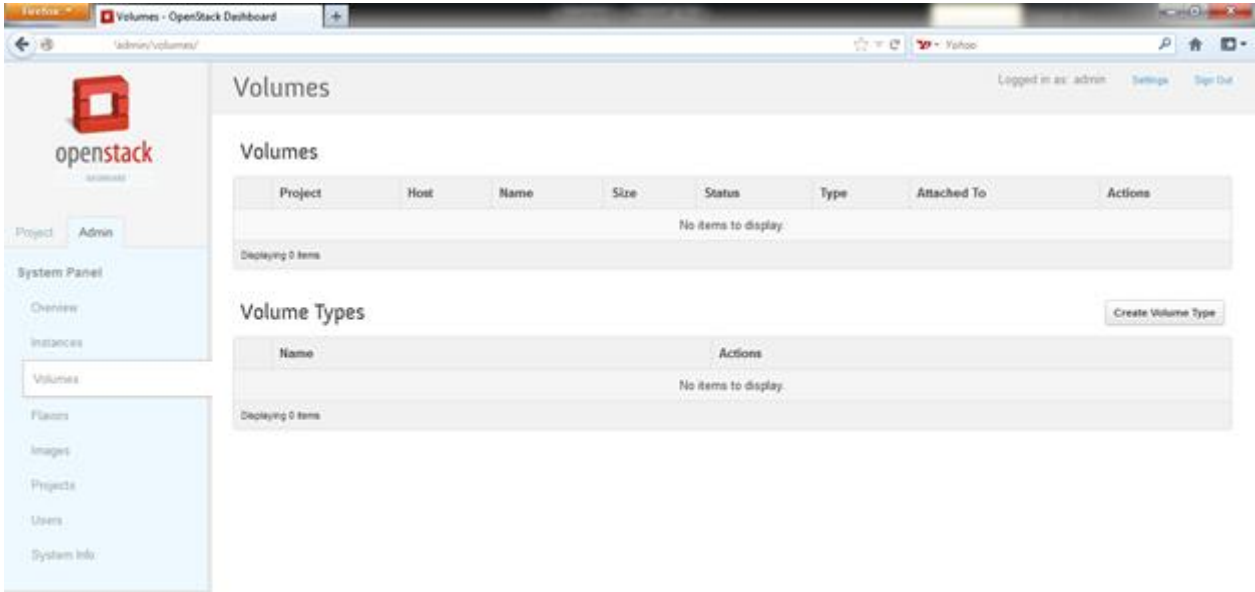 Firefox
Volumes - OpenStack Dashboard
/admin/volumes/
Yahoo
openstack
DASHBOARD
Project
Admin
System Panel
Overview
Instances
Volumes
Flavors
Images
Projects
Users
System Info
Volumes
Logged in as: admin
Settings
Sign Out
Volumes
Project Host Name Size Status Type Attached To Actions
No items to display.
Displaying 0 items
Volume Types
Create Volume Type
Name Actions
No items to display.
Displaying 0 items